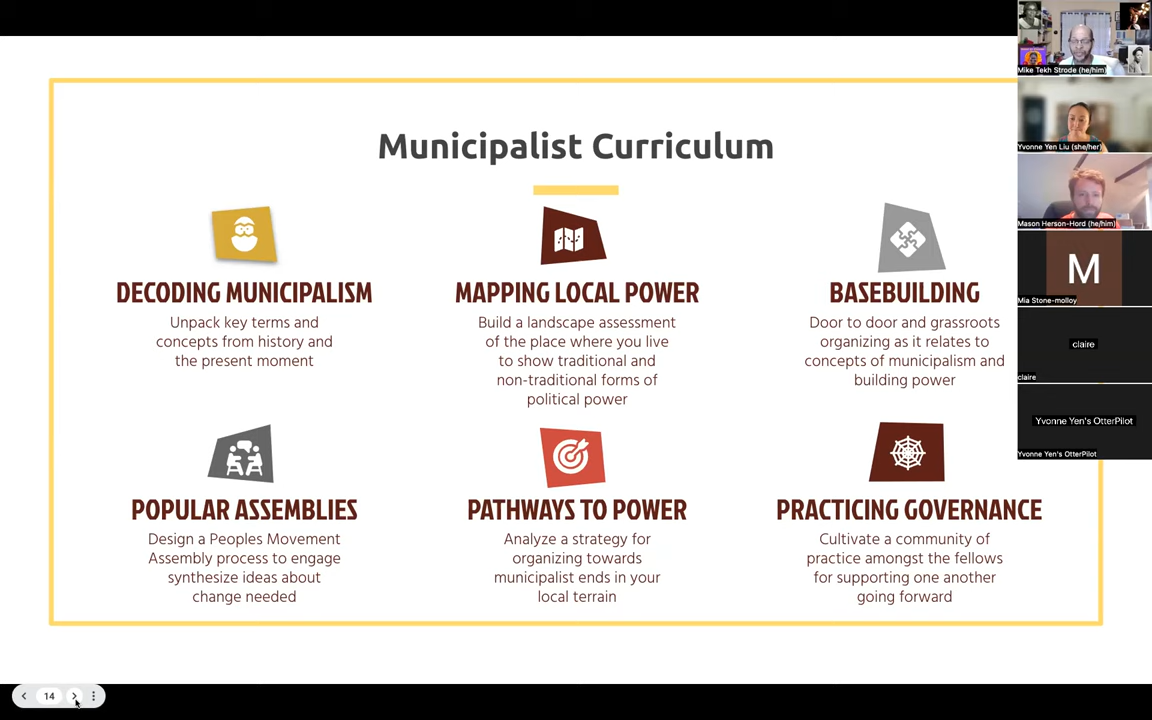 Municipalist Curriculum
DECODING MUNICIPALISM
Unpack key terms and
concepts from history and
the present moment
MAPPING LOCAL POWER
Build a landscape assessment
of the place where you live
to show traditional and
non-traditional forms of
political power
BASEBUILDING
Door to door and grassroots
organizing as it relates to
concepts of municipalism and
building power
POPULAR ASSEMBLIES
Design a Peoples Movement
Assembly process to engage
synthesize ideas about
change needed
PATHWAYS TO POWER
Analyze a strategy for
organizing towards
municipalist ends in your
local terrain
PRACTICING GOVERNANCE
Cultivate a community of
practice amongst the fellows
for supporting one another
going forward
Mike Tekh Strode (he/him)
Yvonne Yen Liu (she/her)
Mason Herson-Hord (he/him)
M
Mia Stone-molloy
claire
claire
Yvonne Yen's OtterPilot
Yvonne Yen's OtterPilot
14